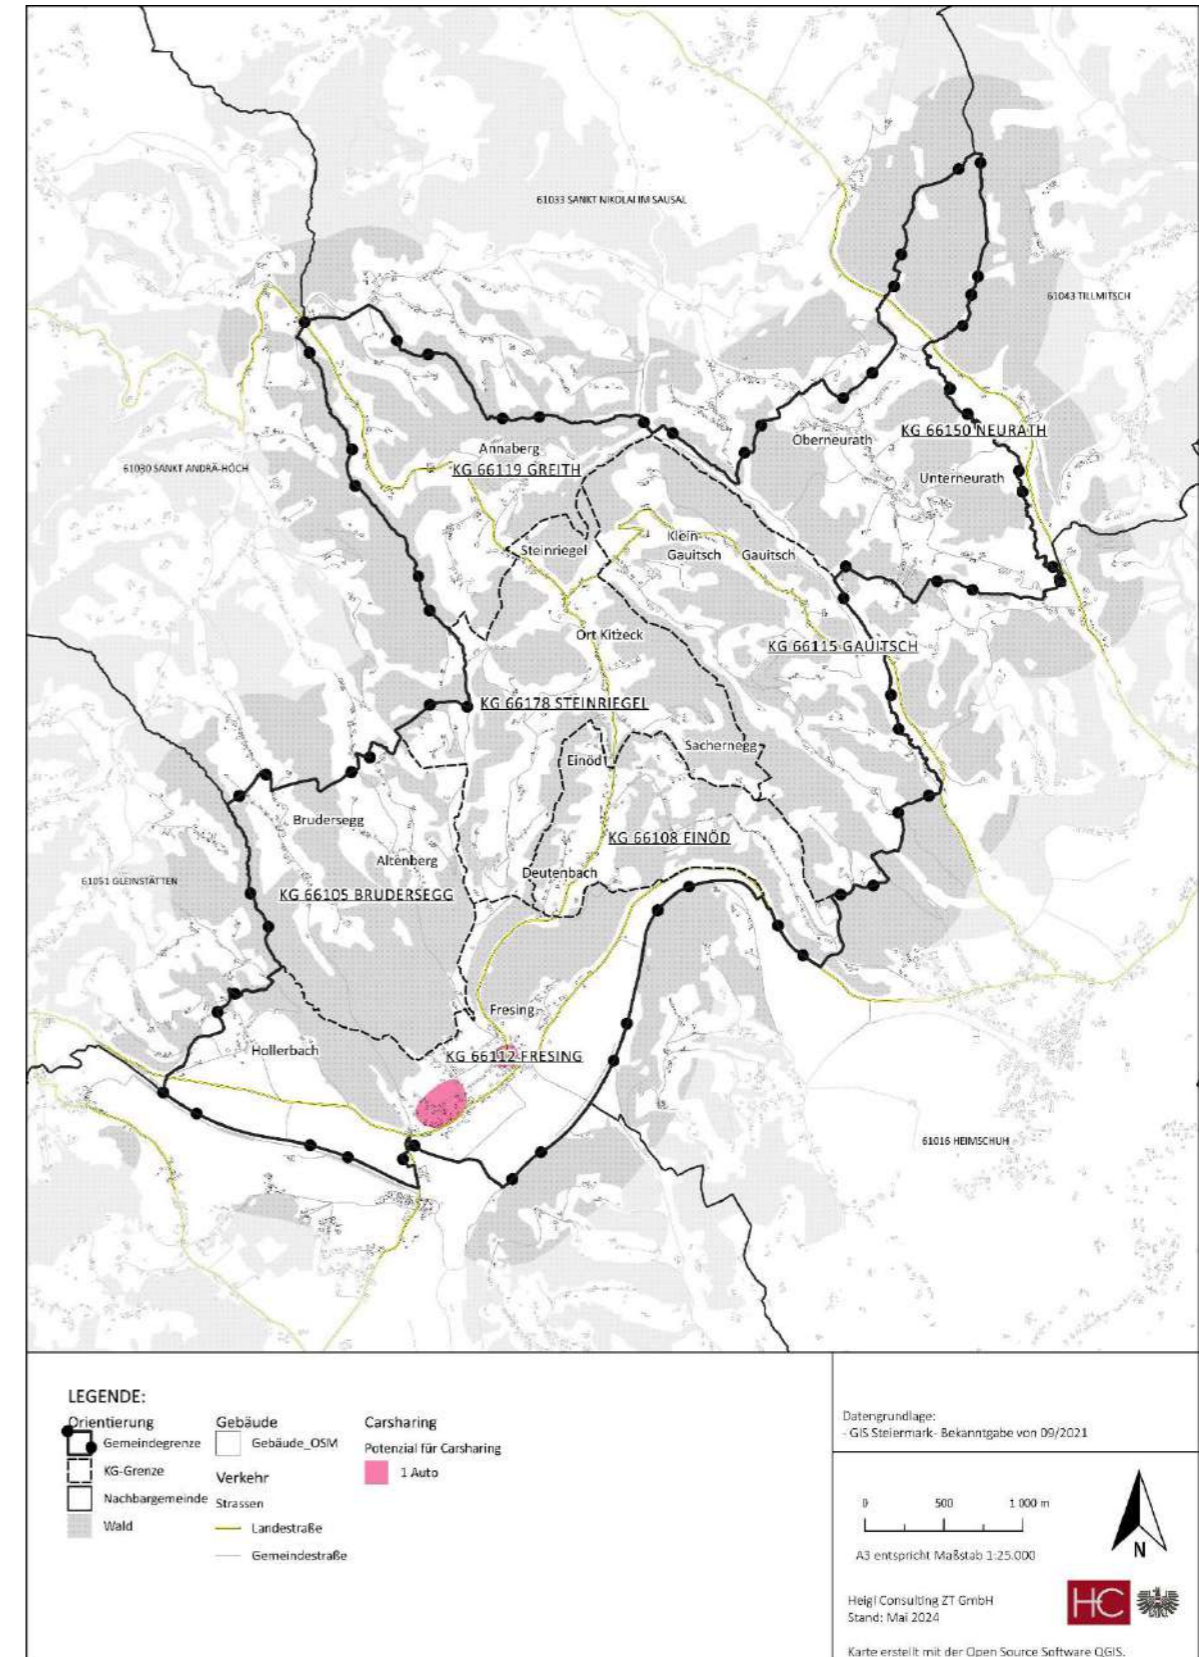 61033 SANKT NIKOLAI IM SAUSAL
61043 TILLMITSCH
Oberneurath
KG 66150 NEURATH
Annaberg
61030 SANKT ANDRÄ-HÖCH
KG 66119 GREITH
Unterneurath
Klein-
Gauitsch
Gauitsch
Steinriegel
Ort Kitzeck
KG 66115 GAUITSCH
KG 66178 STEINRIEGEL
Sachernegg
Einöd
Brudersegg
KG 66108 EINÖD
Altenberg
Deutenbach
61051 GLEINSTÄTTEN
KG 66105 BRUDERSEGG
Fresing
Hollerbach
KG 66112 FRESING
61016 HEIMSCHUH
LEGENDE:
Orientierung
Gemeindegrenze
KG-Grenze
Nachbargemeinde
Wald
Gebäude
Gebäude_OSM
Verkehr
Strassen
Landestraße
Gemeindestraße
Carsharing
Potenzial für Carsharing
1 Auto
Datengrundlage:
- GIS Steiermark- Bekanntgabe von 09/2021
0 500 1 000 m
A3 entspricht Maßstab 1:25.000
N
Heigl Consulting ZT GmbH
Stand: Mai 2024
HC
Karte erstellt mit der Open Source Software QGIS.